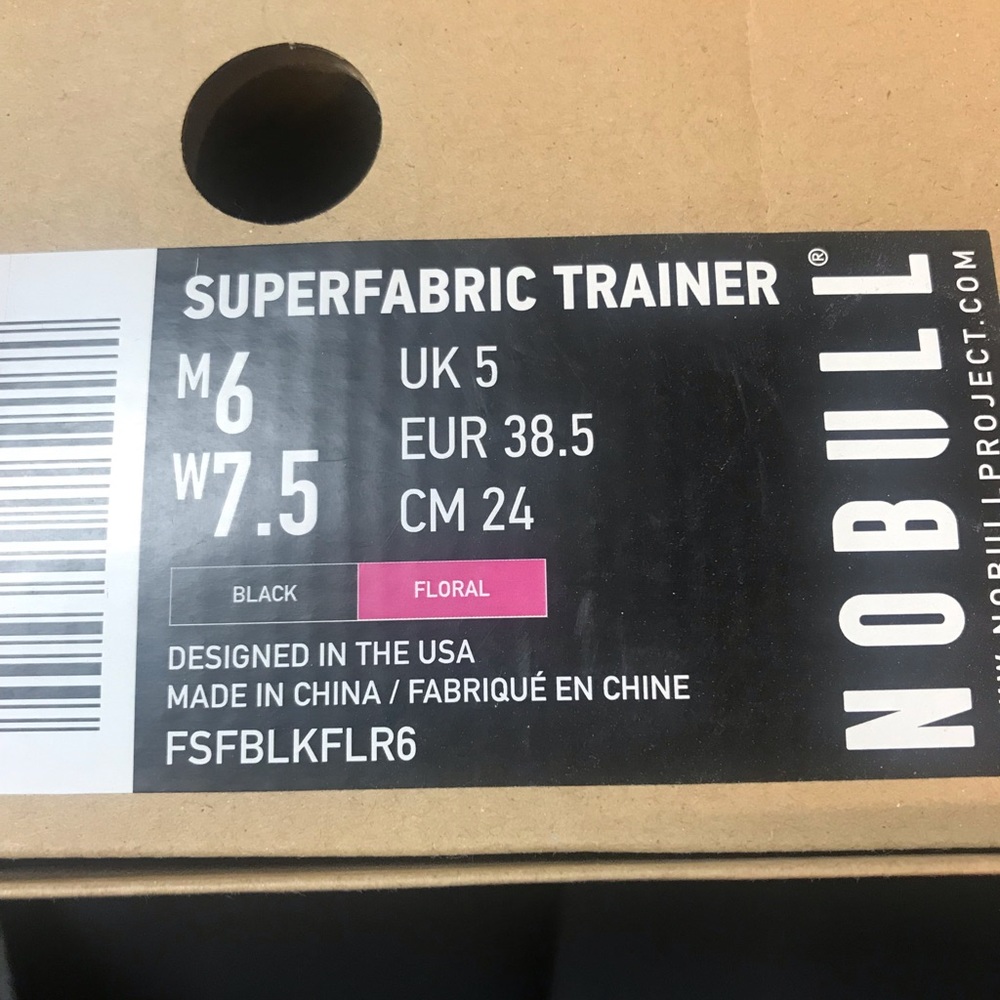 SUPERFABRIC TRAINER
M6
W7.5
UK 5
EUR 38.5
CM 24
BLACK
FLORAL
DESIGNED IN THE USA
MADE IN CHINA / FABRIQUÉ EN CHINE
FSFBLKFLR6
NOBULL®
NOBULLPROJECT.COM